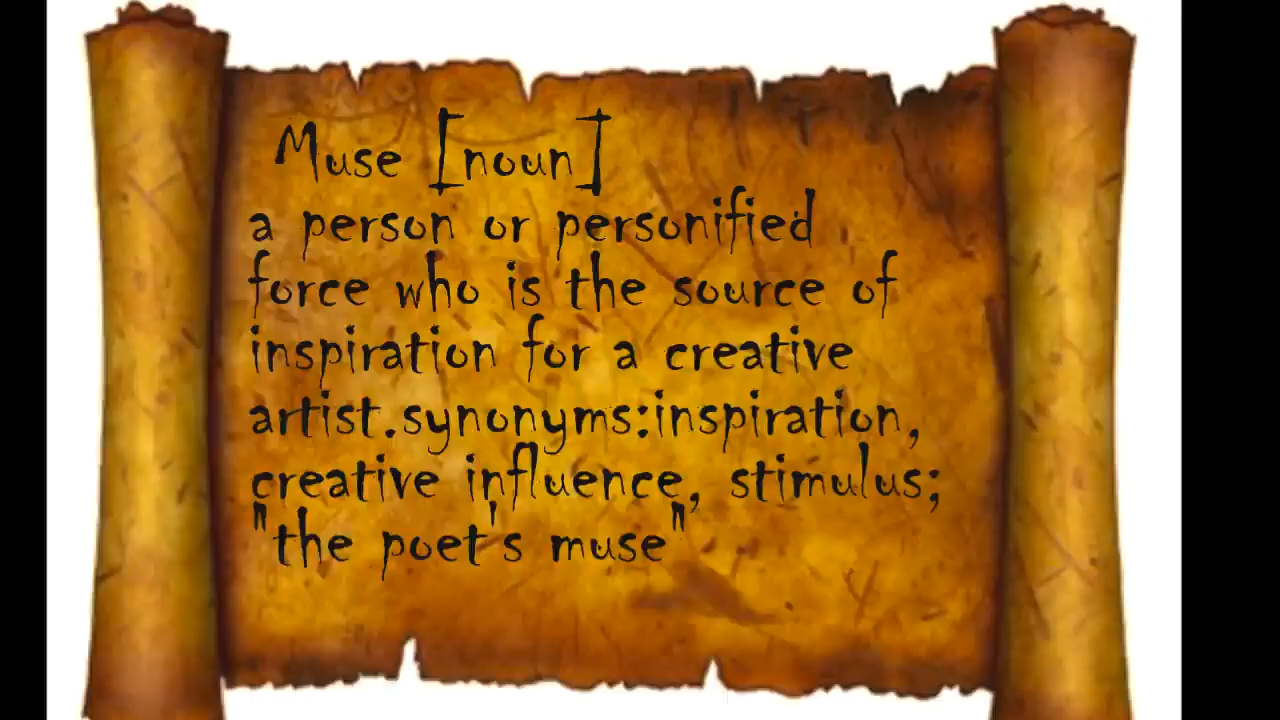 Muse [noun]
a person or personified
force who is the source of
inspiration for a creative
artist.synonyms:inspiration,
creative influence, stimulus;
"the poet's muse"